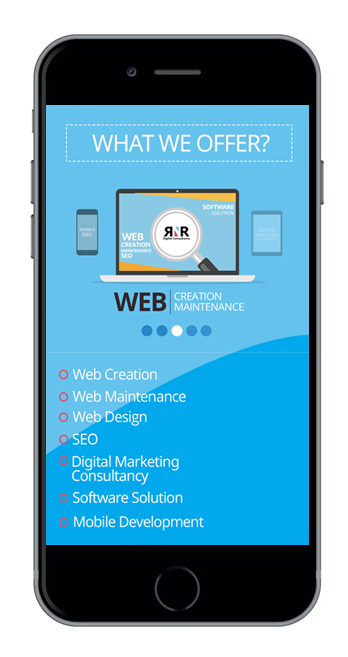 WHAT WE OFFER?
MOBILE
DEV
WEB
CREATION
MAINTENANCE
SEO
RNR
Digital Consultancy
SOFTWARE
SOLUTION
WEB
CREATION
MAINTENANCE
Web Creation
Web Maintenance
Web Design
SEO
Digital Marketing
Consultancy
Software Solution
Mobile Development